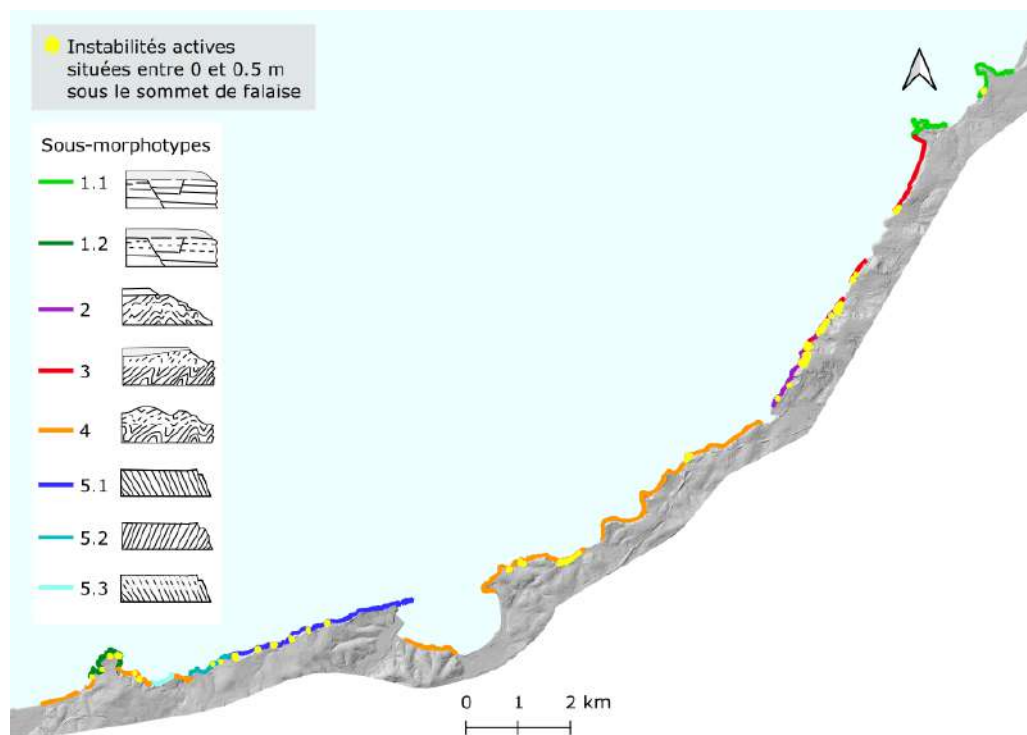 Instabilités actives
situées entre 0 et 0.5 m
sous le sommet de falaise
Sous-morphotypes
1.1
1.2
2
3
4
5.1
5.2
5.3
0 1 2 km